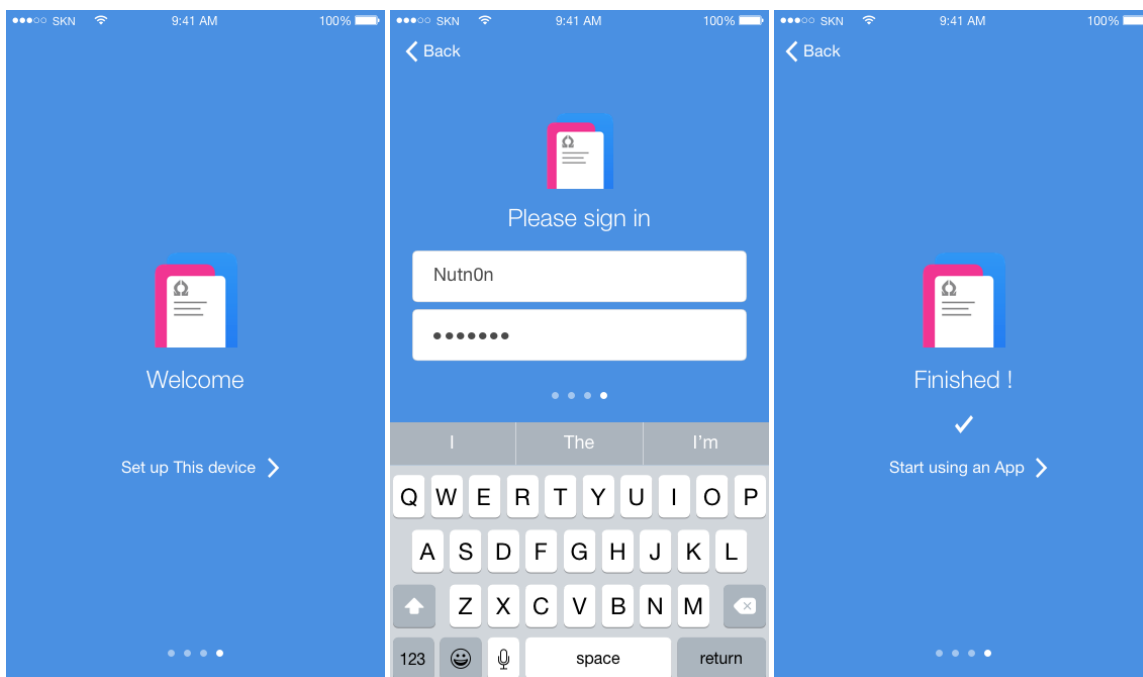 SKN 9:41 AM 100%
Welcome
Set up This device
SKN 9:41 AM 100%
Back
Ω
Please sign in
Nutn0n
•••••••
I The I'm
Q W E R T Y U I O P
A S D F G H J K L
Z X C V B N M
123 space return
SKN 9:41 AM 100%
Back
Finished !
Start using an App